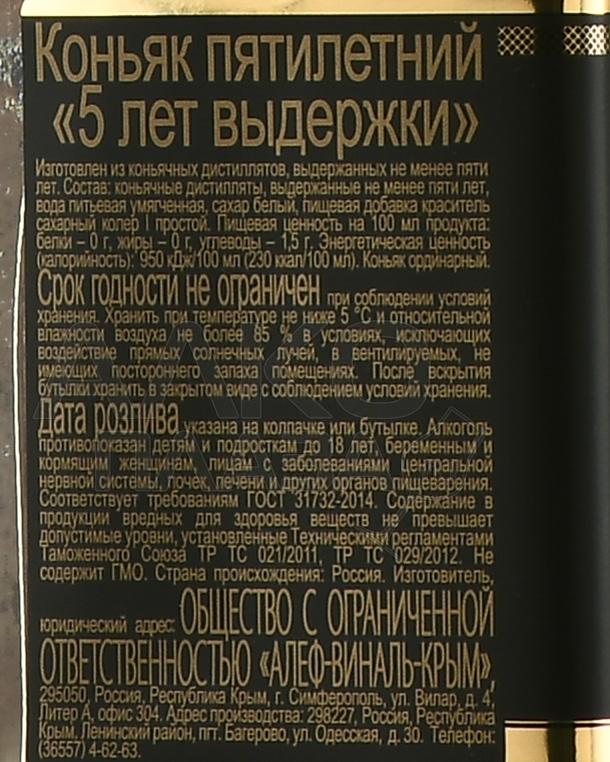 Коньяк пятилетний
«5 лет выдержки»
Изготовлен из коньячных дистиллятов, выдержанных не менее пяти
лет. Состав: коньячные дистилляты, выдержанные не менее пяти лет,
вода питьевая умягченная, сахар белый, пищевая добавка краситель
сахарный колер I простой. Пищевая ценность на 100 мл продукта:
белки – 0 г, жиры – 0 г, углеводы – 1,5 г. Энергетическая ценность
(калорийность): 950 кДж/100 мл (230 ккал/100 мл). Коньяк ординарный.
Срок годности не ограничен при соблюдении условий
хранения. Хранить при температуре не ниже 5 °С и относительной
влажности воздуха не более 85 % в условиях, исключающих
воздействие прямых солнечных лучей, в вентилируемых, не
имеющих постороннего запаха помещениях. После вскрытия
бутылки хранить в закрытом виде с соблюдением условий хранения.
Дата розлива указана на колпачке или бутылке. Алкоголь
противопоказан детям и подросткам до 18 лет, беременным и
кормящим женщинам, лицам с заболеваниями центральной
нервной системы, почек, печени и других органов пищеварения.
Соответствует требованиям ГОСТ 31732-2014. Содержание в
продукции вредных для здоровья веществ не превышает
допустимые уровни, установленные Техническими регламентами
Таможенного Союза ТР ТС 021/2011, ТР ТС 029/2012. Не
содержит ГМО. Страна происхождения: Россия. Изготовитель,
юридический адрес: ОБЩЕСТВО С ОГРАНИЧЕННОЙ
ОТВЕТСТВЕННОСТЬЮ «АЛЕФ-ВИНАЛЬ-КРЫМ»,
295050, Россия, Республика Крым, г. Симферополь, ул. Вилар, д. 4,
Литер А, офис 304. Адрес производства: 298227, Россия, Республика
Крым, Ленинский район, пгт. Багерово, ул. Одесская, д. 30. Телефон:
(36557) 4-62-63.